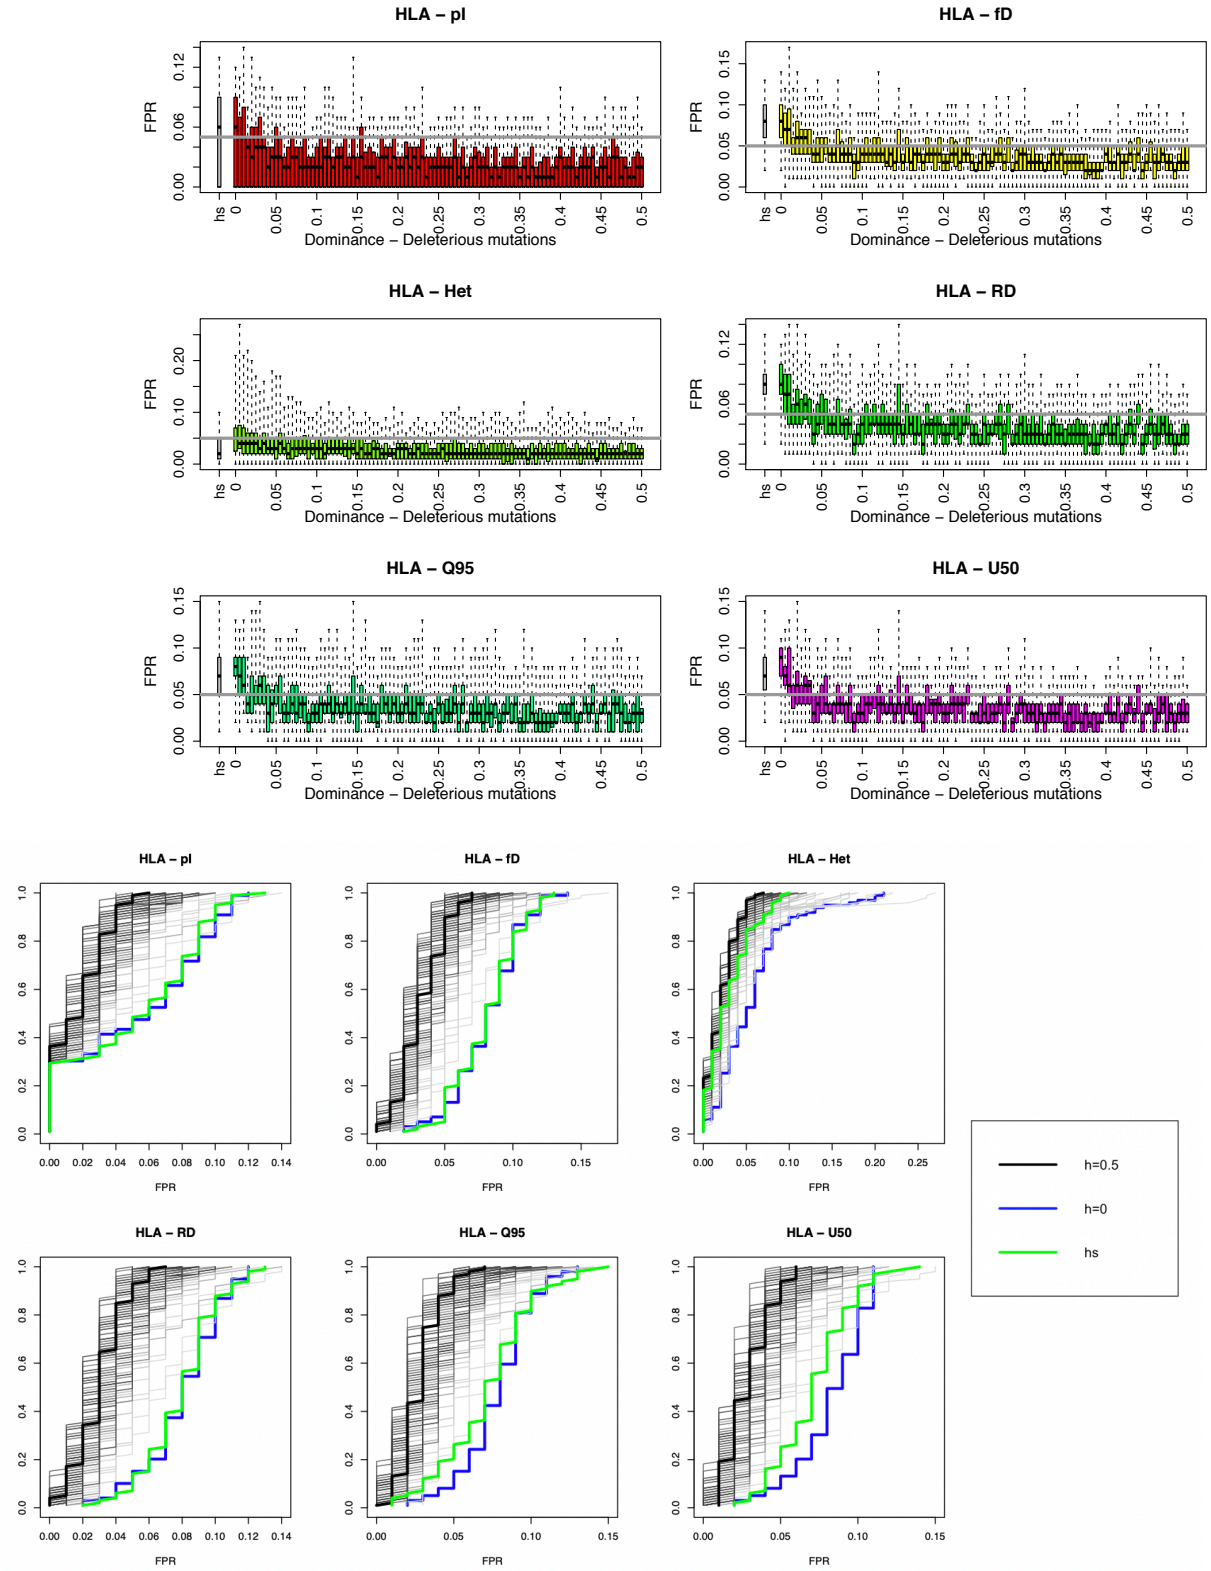 HLA – pI
FPR
0.00 0.06 0.12
hs 0 0.05 0.1 0.15 0.2 0.25 0.3 0.35 0.4 0.45 0.5
Dominance – Deleterious mutations
HLA – fD
FPR
0.00 0.05 0.10 0.15
hs 0 0.05 0.1 0.15 0.2 0.25 0.3 0.35 0.4 0.45 0.5
Dominance – Deleterious mutations
HLA – Het
FPR
0.00 0.10 0.20
hs 0 0.05 0.1 0.15 0.2 0.25 0.3 0.35 0.4 0.45 0.5
Dominance – Deleterious mutations
HLA – RD
FPR
0.00 0.06 0.12
hs 0 0.05 0.1 0.15 0.2 0.25 0.3 0.35 0.4 0.45 0.5
Dominance – Deleterious mutations
HLA – Q95
FPR
0.00 0.05 0.10 0.15
hs 0 0.05 0.1 0.15 0.2 0.25 0.3 0.35 0.4 0.45 0.5
Dominance – Deleterious mutations
HLA – U50
FPR
0.00 0.05 0.10 0.15
hs 0 0.05 0.1 0.15 0.2 0.25 0.3 0.35 0.4 0.45 0.5
Dominance – Deleterious mutations
HLA – pI
0.0 0.2 0.4 0.6 0.8 1.0
0.00 0.02 0.04 0.06 0.08 0.10 0.12 0.14
FPR
HLA – fD
0.0 0.2 0.4 0.6 0.8 1.0
0.00 0.05 0.10 0.15
FPR
HLA – Het
0.0 0.2 0.4 0.6 0.8 1.0
0.00 0.05 0.10 0.15 0.20 0.25
FPR
h=0.5
h=0
hs
HLA – RD
0.0 0.2 0.4 0.6 0.8 1.0
0.00 0.02 0.04 0.06 0.08 0.10 0.12 0.14
FPR
HLA – Q95
0.0 0.2 0.4 0.6 0.8 1.0
0.00 0.05 0.10 0.15
FPR
HLA – U50
0.0 0.2 0.4 0.6 0.8 1.0
0.00 0.05 0.10 0.15
FPR